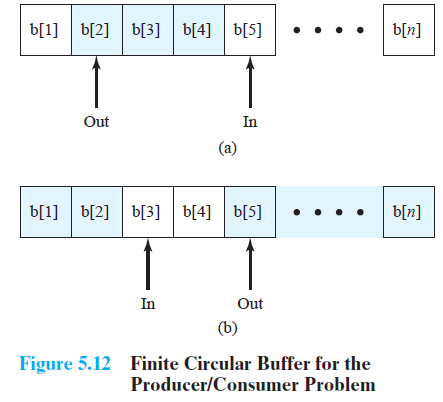 b[1] b[2] b[3] b[4] b[5] • • • • b[n]
Out In
(a)
b[1] b[2] b[3] b[4] b[5] • • • • b[n]
In Out
(b)
Figure 5.12 Finite Circular Buffer for the
Producer/Consumer Problem